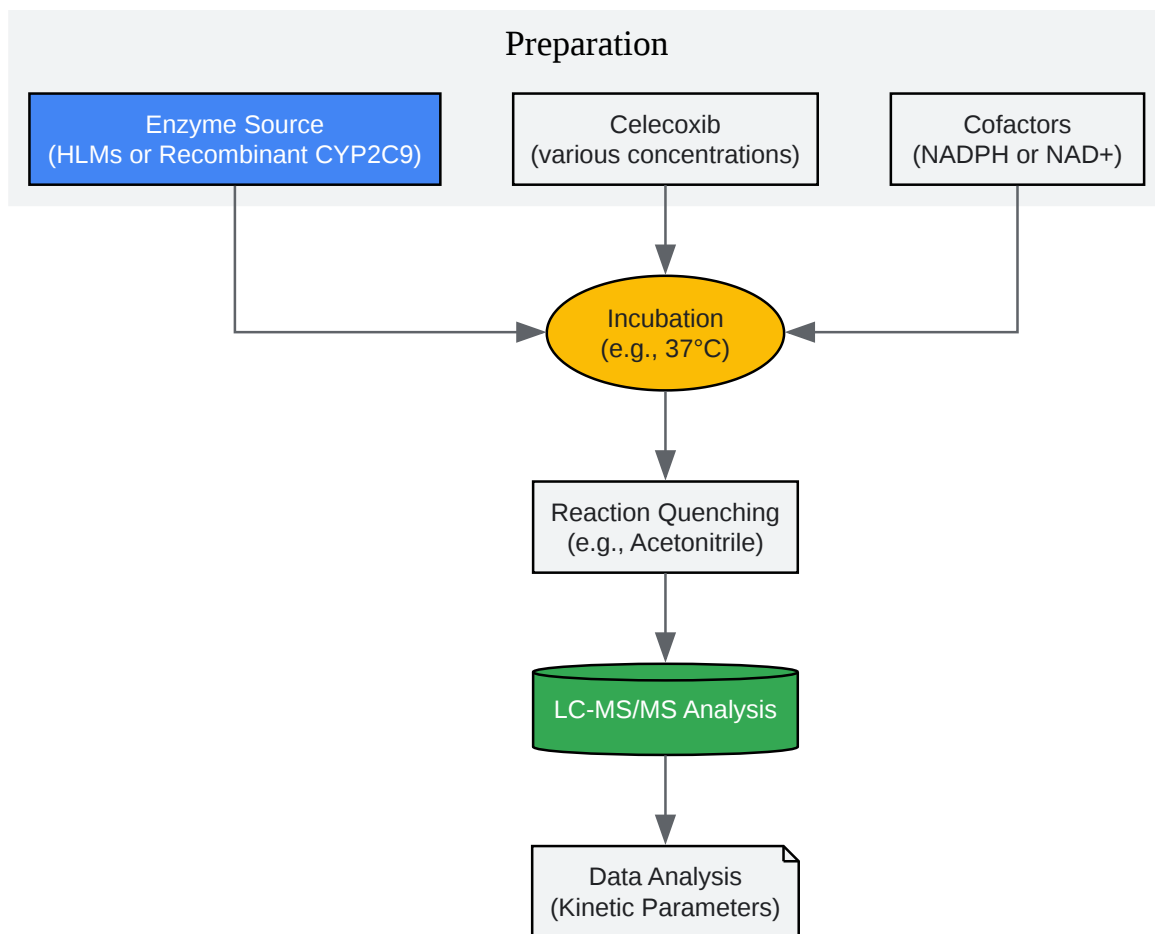 Preparation
Enzyme Source
(HLMs or Recombinant CYP2C9)
Celecoxib
(various concentrations)
Cofactors
(NADPH or NAD+)
Incubation
(e.g., 37°C)
Reaction Quenching
(e.g., Acetonitrile)
LC-MS/MS Analysis
Data Analysis
(Kinetic Parameters)